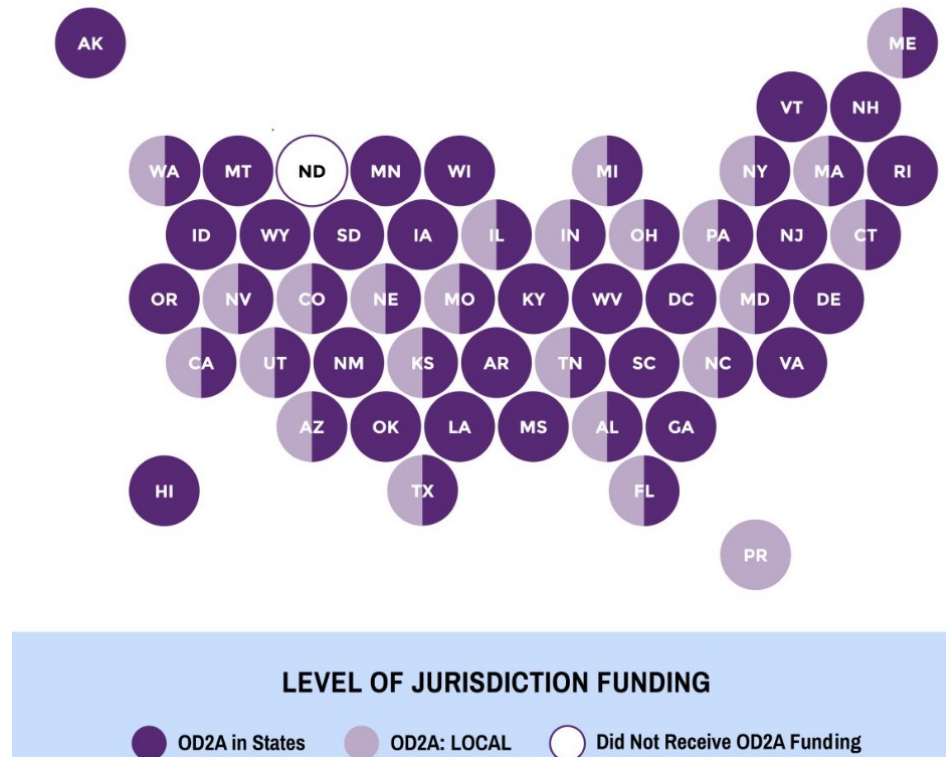 AK ME
VT NH
WA MT ND MN WI MI NY MA RI
ID WY SD IA IL IN OH PA NJ CT
OR NV CO NE MO KY WV DC MD DE
CA UT NM KS AR TN SC NC VA
AZ OK LA MS AL GA
HI TX FL
PR
LEVEL OF JURISDICTION FUNDING
OD2A in States OD2A: LOCAL Did Not Receive OD2A Funding